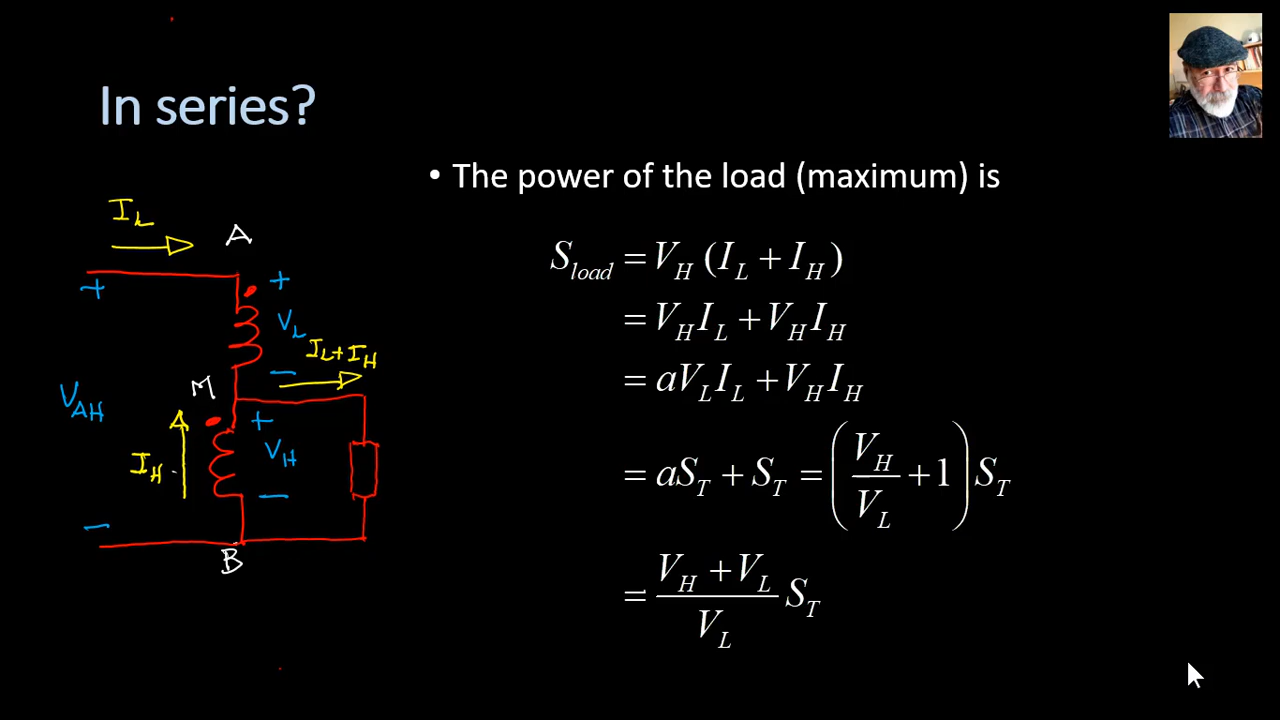 In series?
• The power of the load (maximum) is
S_load = V_H (I_L + I_H)
= V_H I_L + V_H I_H
= aV_L I_L + V_H I_H
= aS_T + S_T = (V_H / V_L + 1) S_T
= (V_H + V_L) / V_L S_T
I_L
A
+ +
V_L
I_L + I_H
−
M
V_AH
+
I_H
V_H
−
−
B